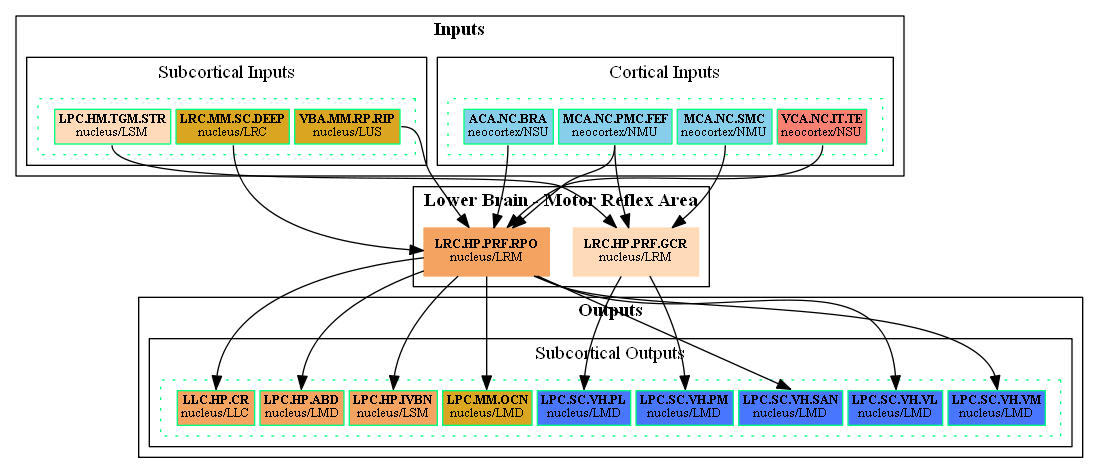 Inputs
Subcortical Inputs
Cortical Inputs
LPC.HM.TGM.STR
nucleus/LSM
LRC.MM.SC.DEEP
nucleus/LRC
VBA.MM.RP.RIP
nucleus/LUS
ACA.NC.BRA
neocortex/NSU
MCA.NC.PMC.FEF
neocortex/NMU
MCA.NC.SMC
neocortex/NMU
VCA.NC.IT.TE
neocortex/NSU
Lower Brain - Motor Reflex Area
LRC.HP.PRF.RPO
nucleus/LRM
LRC.HP.PRF.GCR
nucleus/LRM
Outputs
Subcortical Outputs
LLC.HP.CR
nucleus/LLC
LPC.HP.ABD
nucleus/LMD
LPC.HP.IVBN
nucleus/LSM
LPC.MM.OCN
nucleus/LMD
LPC.SC.VH.PL
nucleus/LMD
LPC.SC.VH.PM
nucleus/LMD
LPC.SC.VH.SAN
nucleus/LMD
LPC.SC.VH.VL
nucleus/LMD
LPC.SC.VH.VM
nucleus/LMD